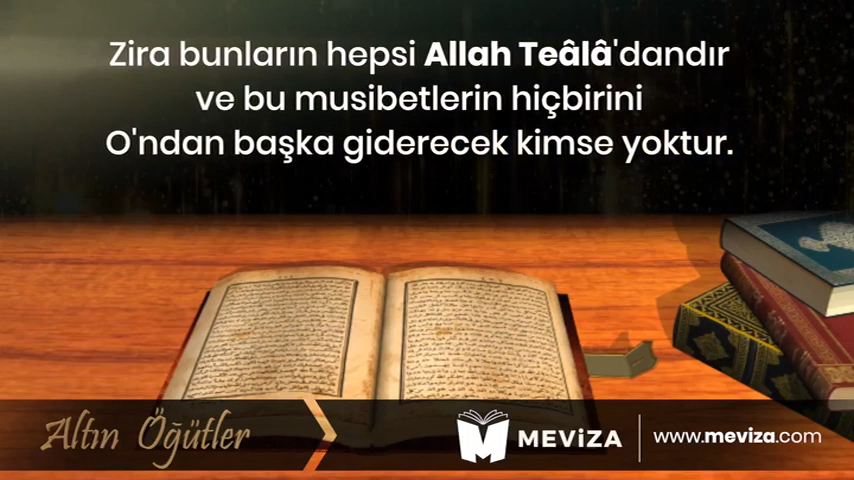 Zira bunların hepsi Allah Teâlâ'dandır
ve bu musibetlerin hiçbirini
O'ndan başka giderecek kimse yoktur.
Altın Öğütler
MEViZA
www.meviza.com